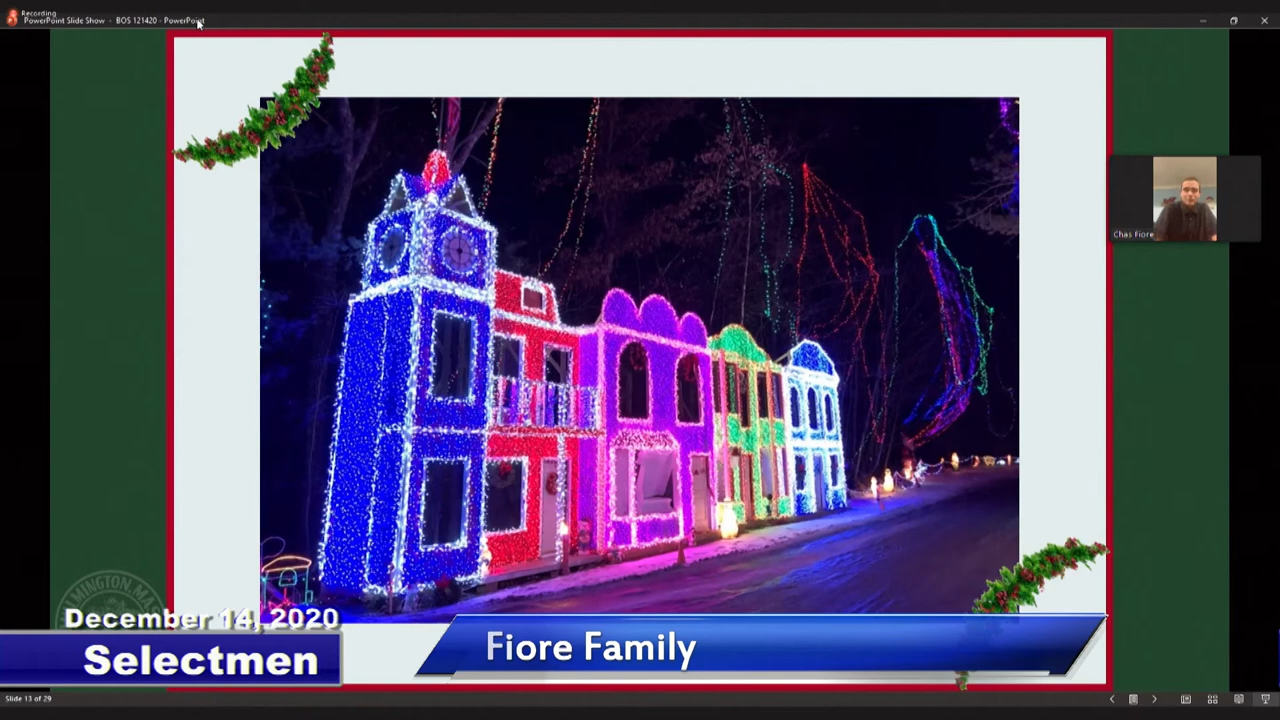 Recording
PowerPoint Slide Show - BOS 121420 - PowerPoint
Chas Fiore
December 14, 2020
Selectmen
Fiore Family
Slide 13 of 29